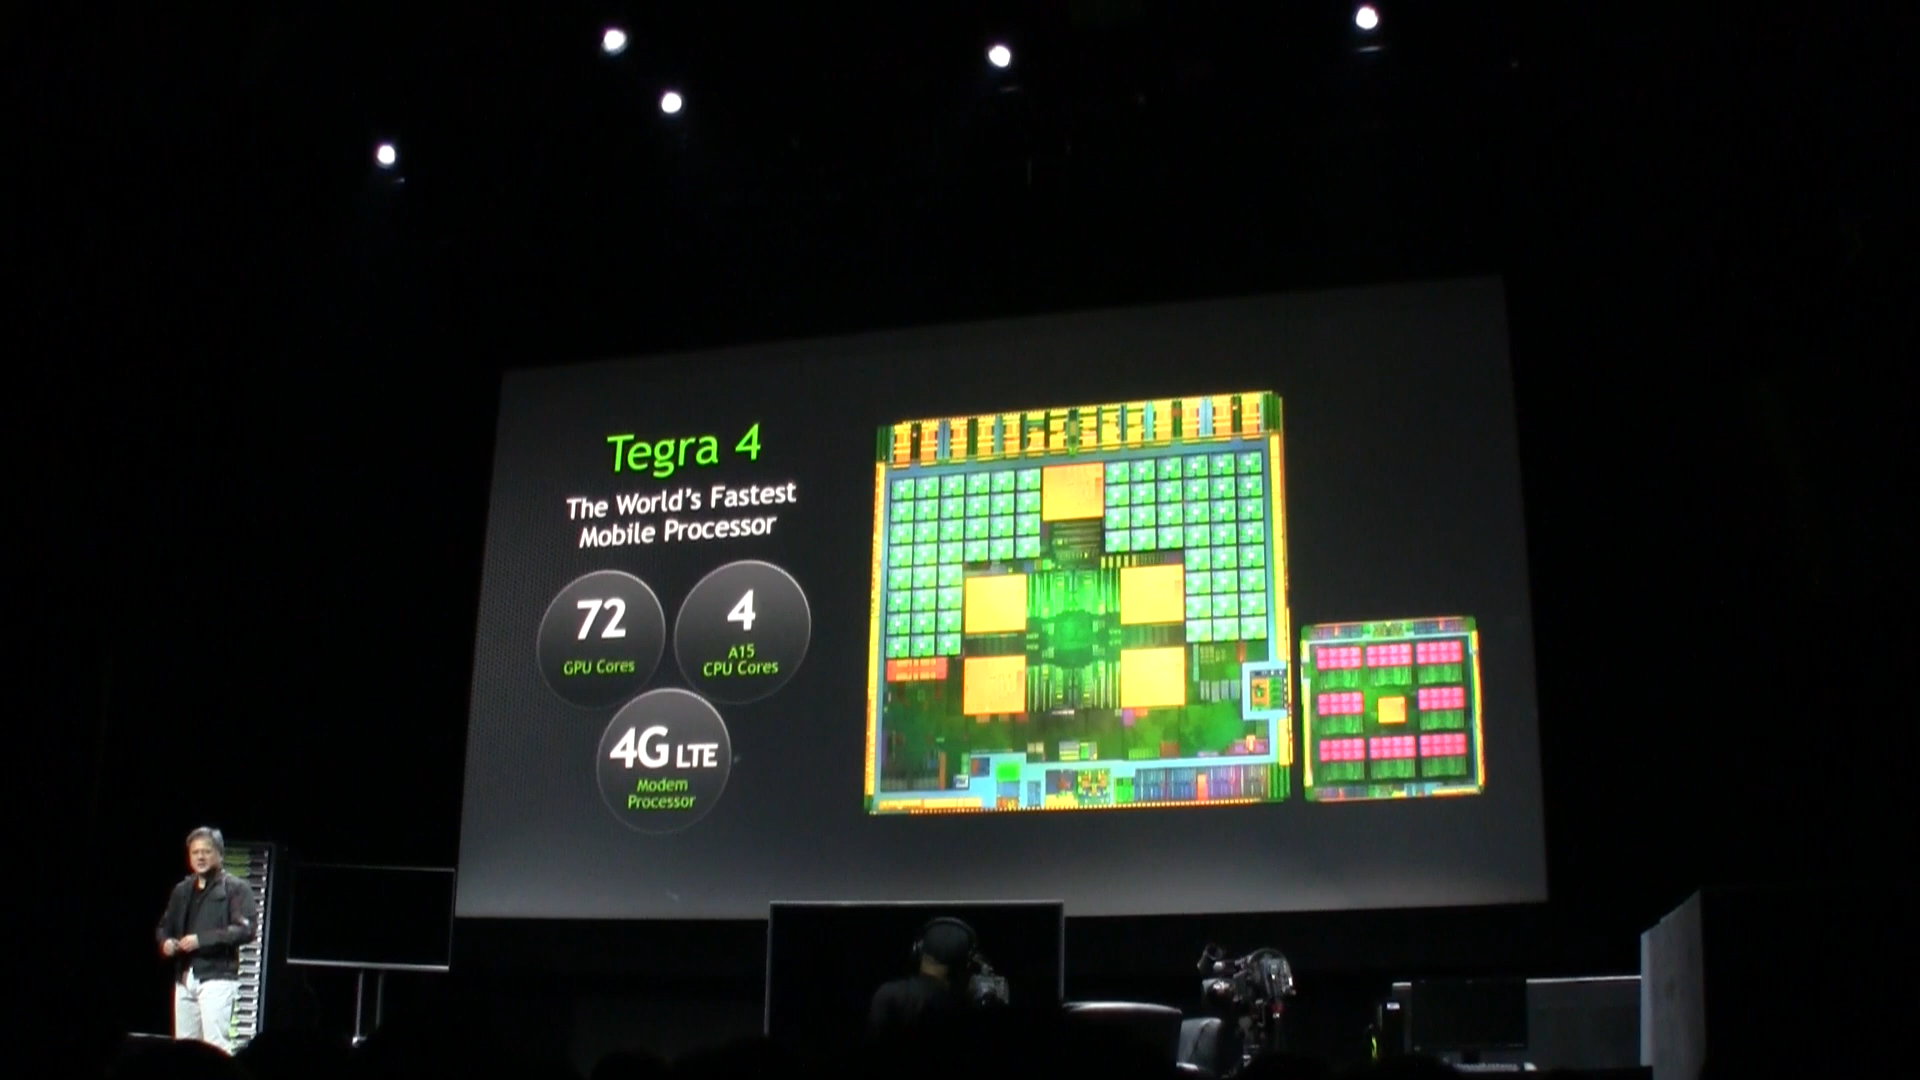 Tegra 4
The World's Fastest
Mobile Processor
72
GPU Cores
4
A15
CPU Cores
4G LTE
Modem
Processor